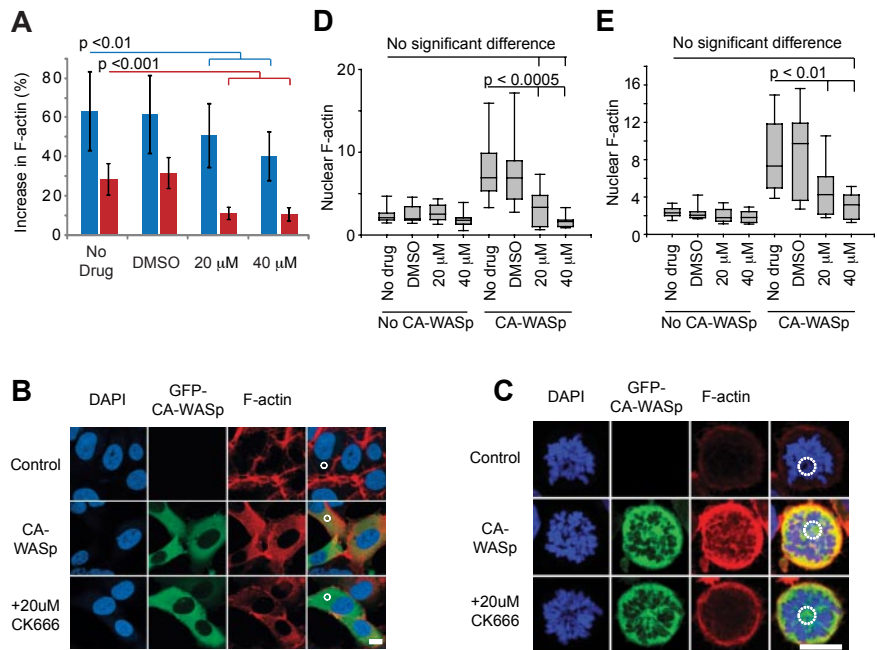 A
p <0.01
p <0.001
Increase in F-actin (%)
80
60
40
20
0
No Drug
DMSO
20 μM
40 μM
D
No significant difference
p < 0.0005
Nuclear F-actin
20
10
0
No drug
DMSO
20 μM
40 μM
No drug
DMSO
20 μM
40 μM
No CA-WASp
CA-WASp
E
No significant difference
p < 0.01
Nuclear F-actin
16
12
8
4
0
No drug
DMSO
20 μM
40 μM
No drug
DMSO
20 μM
40 μM
No CA-WASp
CA-WASp
B
DAPI
GFP-
CA-WASp
F-actin
Control
CA-
WASp
+20uM
CK666
C
DAPI
GFP-
CA-WASp
F-actin
Control
CA-
WASp
+20uM
CK666